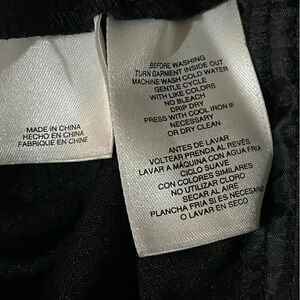 MADE IN CHINA
HECHO EN CHINA
FABRIQUE EN CHINE
BEFORE WASHING
TURN GARMENT INSIDE OUT
MACHINE WASH COLD WATER
GENTLE CYCLE
WITH LIKE COLORS
NO BLEACH
DRIP DRY
PRESS WITH COOL IRON IF
NECESSARY
OR DRY CLEAN
ANTES DE LAVAR
VOLTEAR PRENDA AL REVÉS
LAVAR A MÁQUINA CON AGUA FRIA
CICLO SUAVE
CON COLORES SIMILARES
NO UTILIZAR CLORO
SECAR AL AIRE
PLANCHA FRIA SI ES NECESARIO
O LAVAR EN SECO